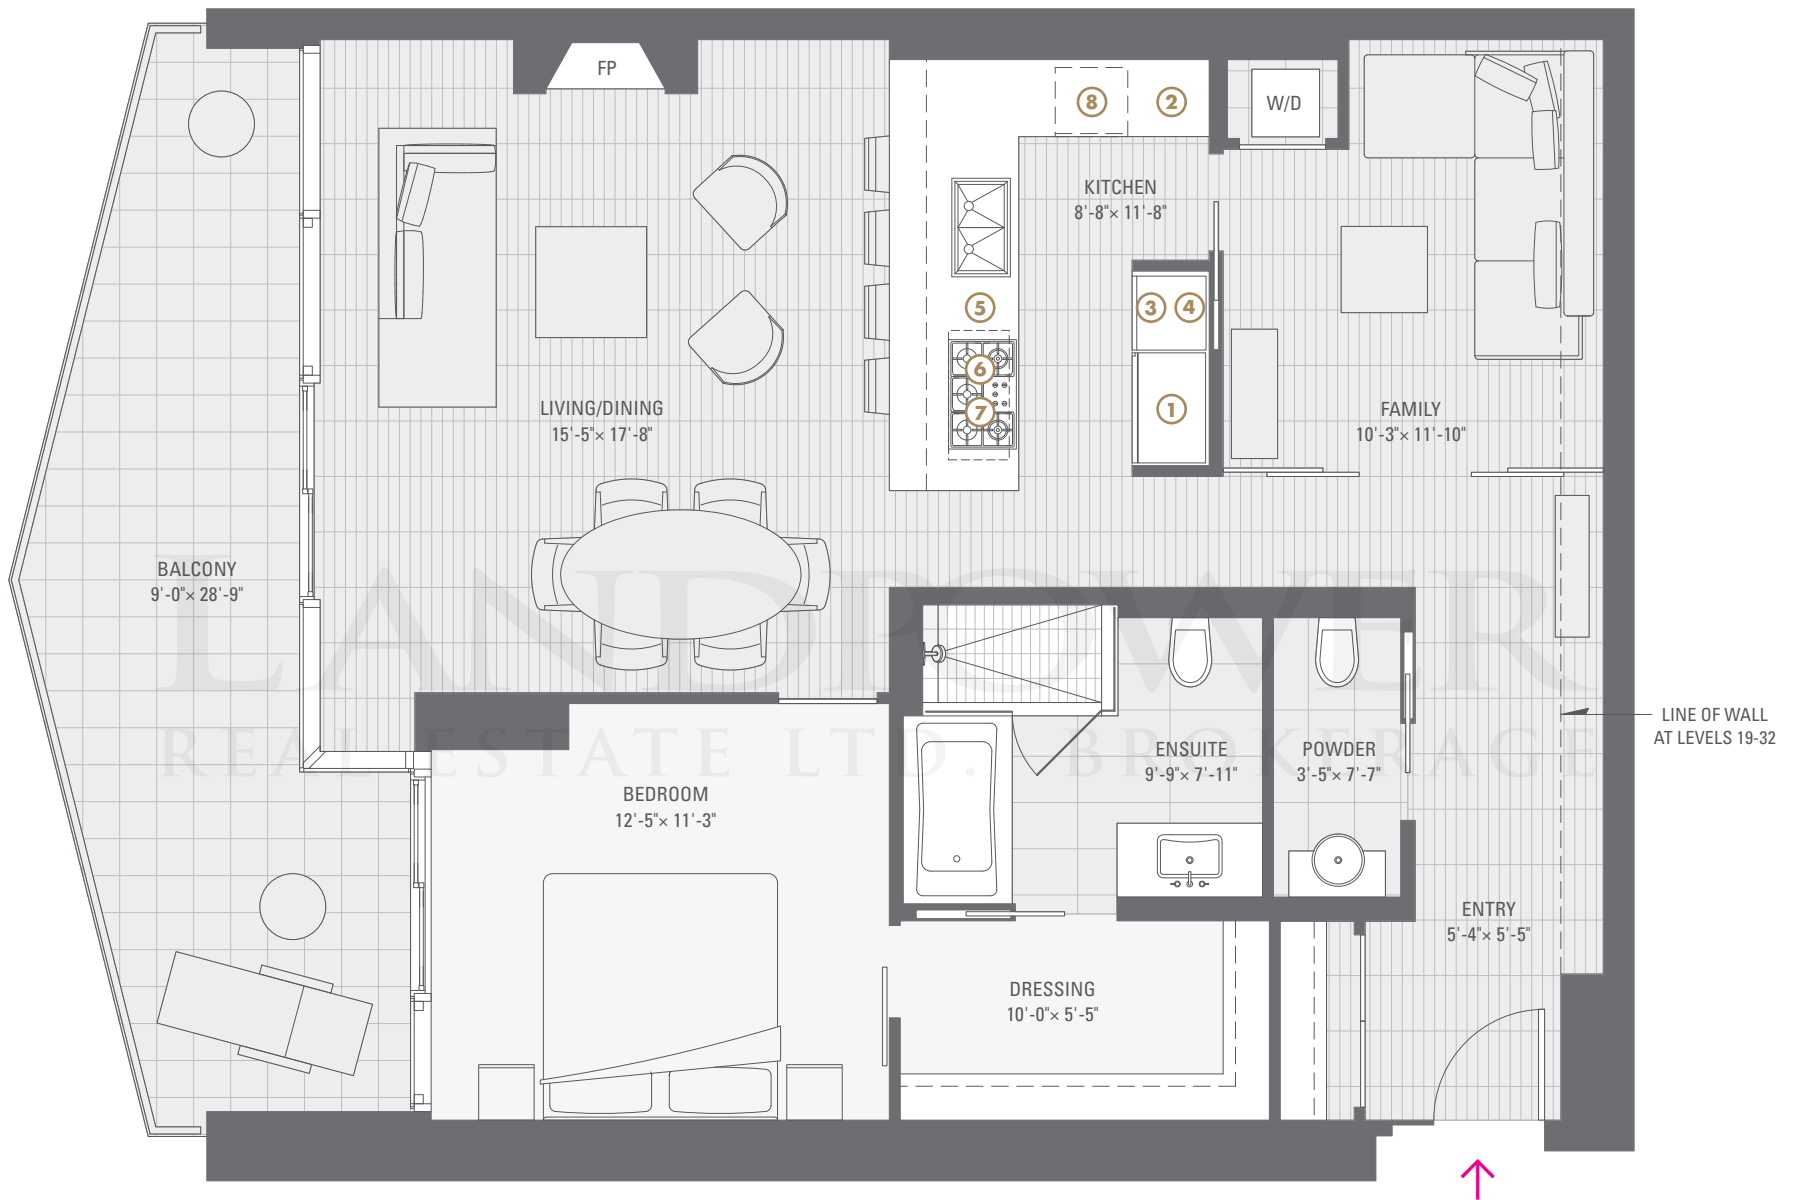 FP
8
2
W/D
KITCHEN
8'-8"× 11'-8"
5
3
4
6
7
1
LIVING/DINING
15'-5"× 17'-8"
FAMILY
10'-3"× 11'-10"
BALCONY
9'-0"× 28'-9"
LANDPOWER
REAL ESTATE LTD. BROKERAGE
LINE OF WALL
AT LEVELS 19-32
ENSUITE
9'-9"× 7'-11"
POWDER
3'-5"× 7'-7"
BEDROOM
12'-5"× 11'-3"
ENTRY
5'-4"× 5'-5"
DRESSING
10'-0"× 5'-5"